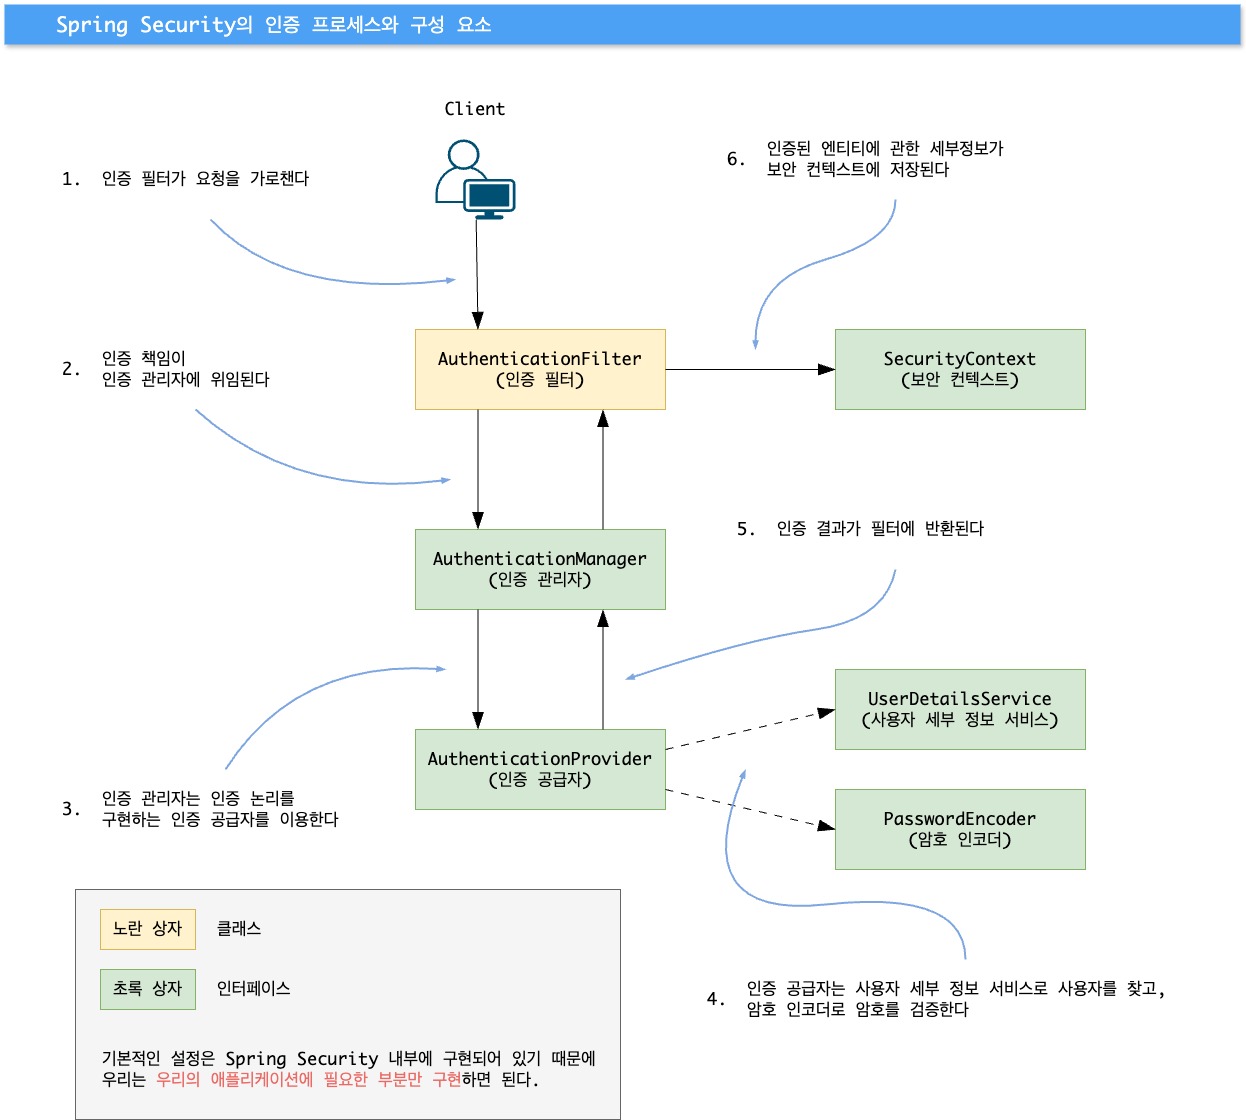 Spring Security의 인증 프로세스와 구성 요소
Client
1. 인증 필터가 요청을 가로챈다
6. 인증된 엔티티에 관한 세부정보가
보안 컨텍스트에 저장된다
2. 인증 책임이
인증 관리자에 위임된다
AuthenticationFilter
(인증 필터)
SecurityContext
(보안 컨텍스트)
5. 인증 결과가 필터에 반환된다
AuthenticationManager
(인증 관리자)
UserDetailsService
(사용자 세부 정보 서비스)
AuthenticationProvider
(인증 공급자)
3. 인증 관리자는 인증 논리를
구현하는 인증 공급자를 이용한다
PasswordEncoder
(암호 인코더)
노란 상자 클래스
초록 상자 인터페이스
4. 인증 공급자는 사용자 세부 정보 서비스로 사용자를 찾고,
암호 인코더로 암호를 검증한다
기본적인 설정은 Spring Security 내부에 구현되어 있기 때문에
우리는 우리의 애플리케이션에 필요한 부분만 구현하면 된다.